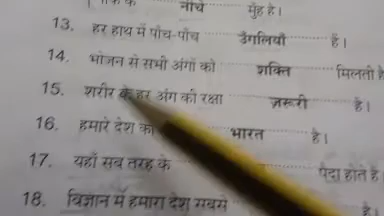 नाक के नीचे मुँह है।
13. हर हाथ में पाँच-पाँच उँगलियाँ हैं।
14. भोजन से सभी अंगों को शक्ति मिलती है
15. शरीर के हर अंग की रक्षा ज़रूरी है।
16. हमारे देश का भारत है।
17. यहाँ सब तरह के पैदा होते हैं
18. विज्ञान में हमारा देश सबसे